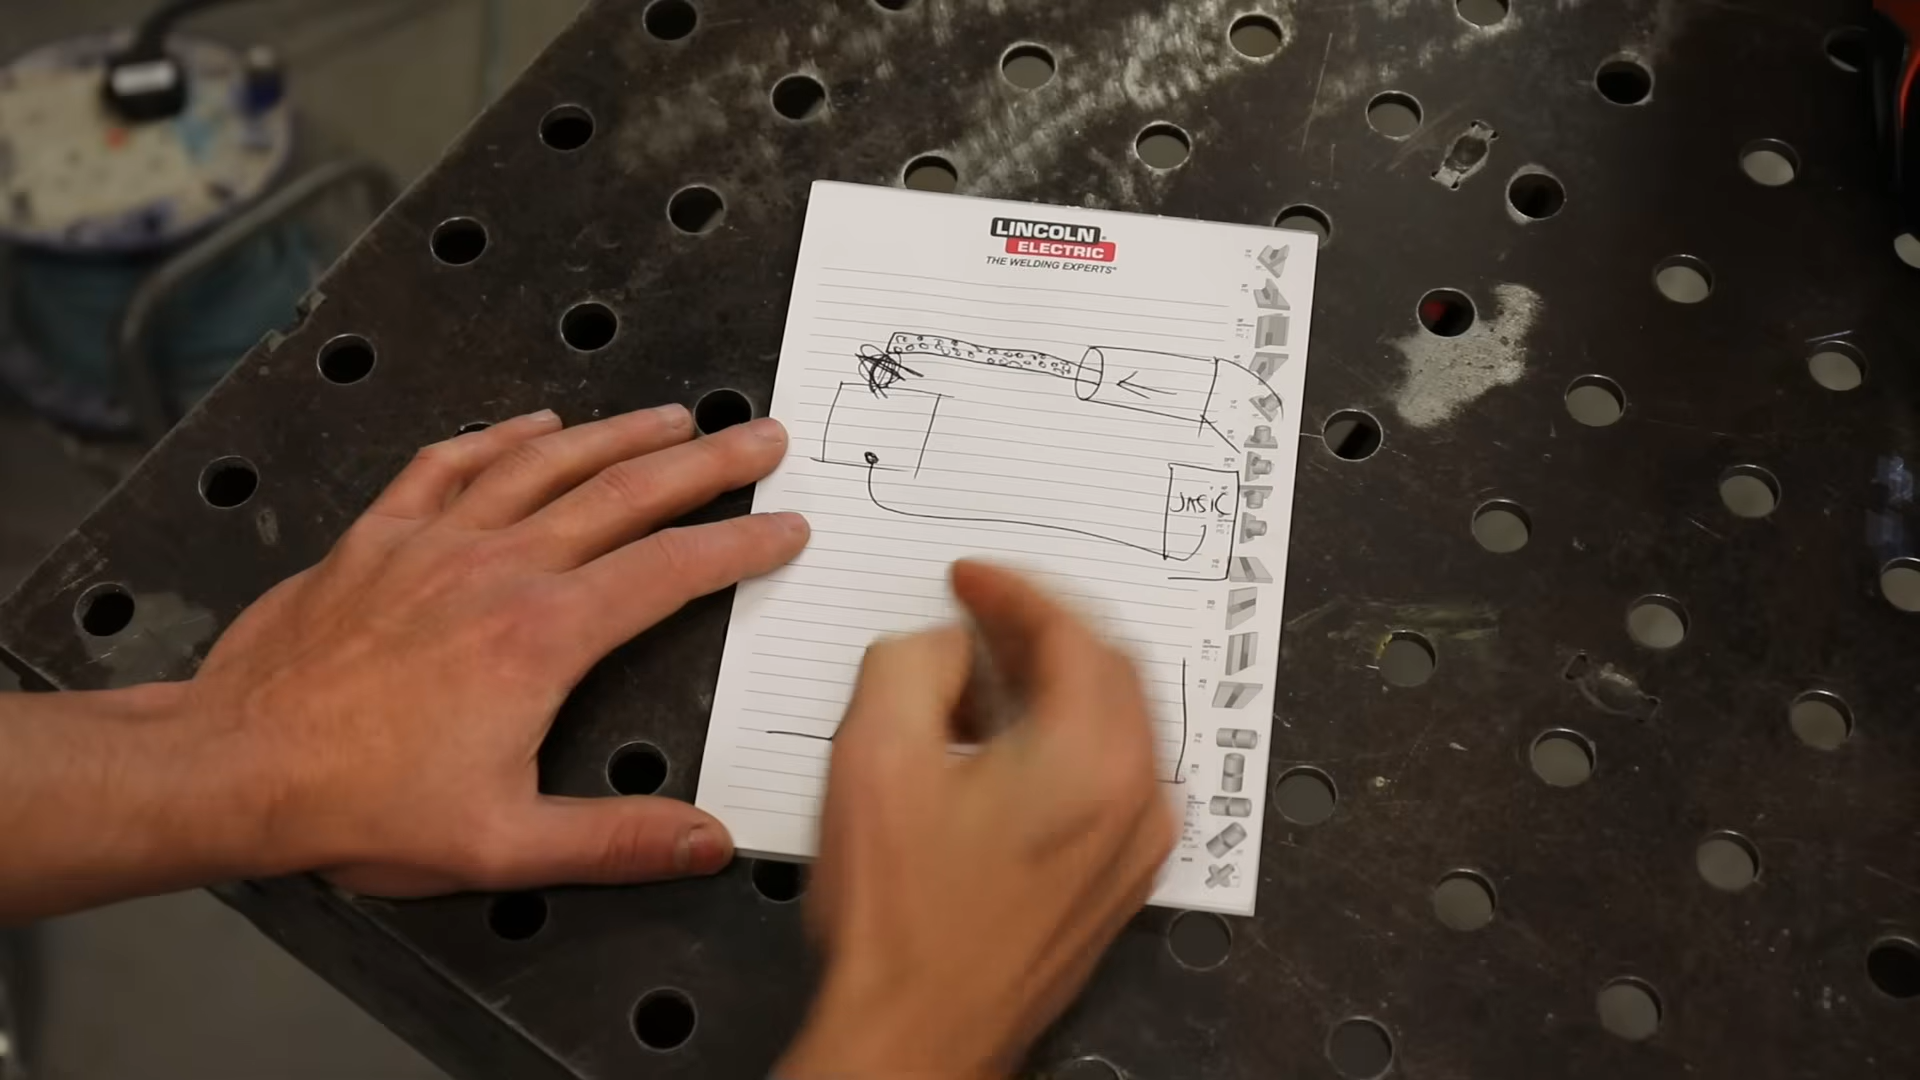 LINCOLN
ELECTRIC
THE WELDING EXPERTS®
JASIC